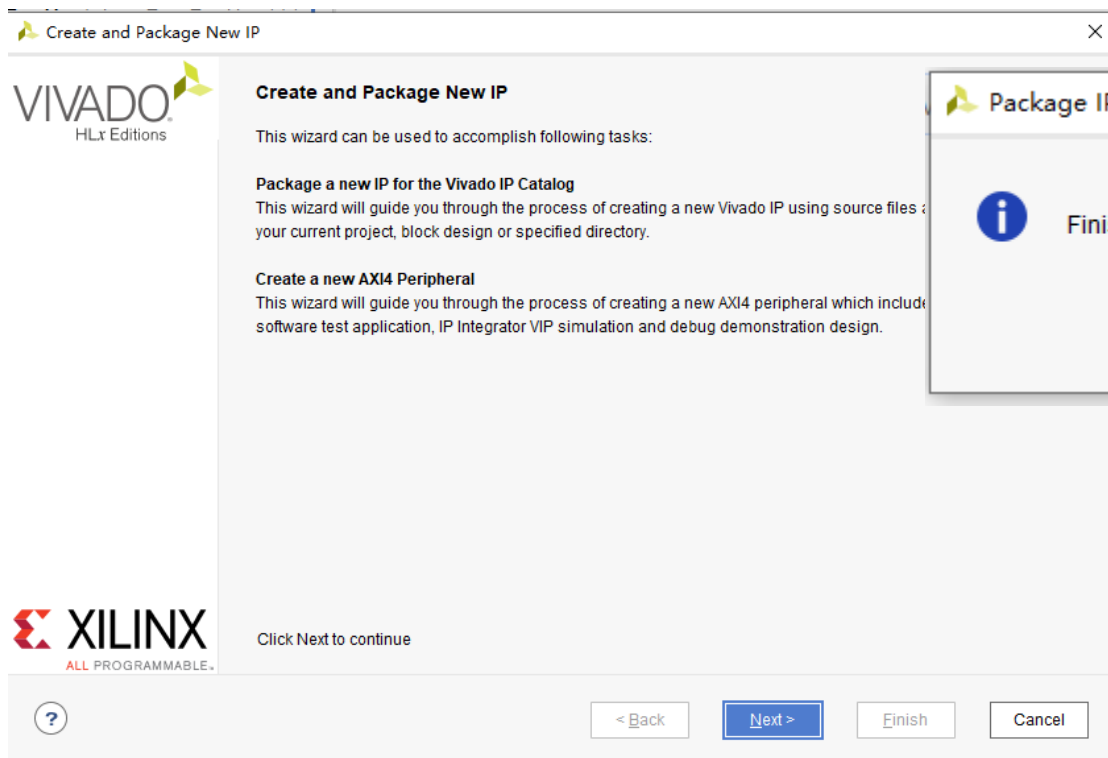 Create and Package New IP
VIVADO
HLx Editions
Create and Package New IP
This wizard can be used to accomplish following tasks:
Package a new IP for the Vivado IP Catalog
This wizard will guide you through the process of creating a new Vivado IP using source files
your current project, block design or specified directory.
Create a new AXI4 Peripheral
This wizard will guide you through the process of creating a new AXI4 peripheral which include
software test application, IP Integrator VIP simulation and debug demonstration design.
Package IP
Fini
XILINX
ALL PROGRAMMABLE™
Click Next to continue
?
< Back
Next >
Finish
Cancel